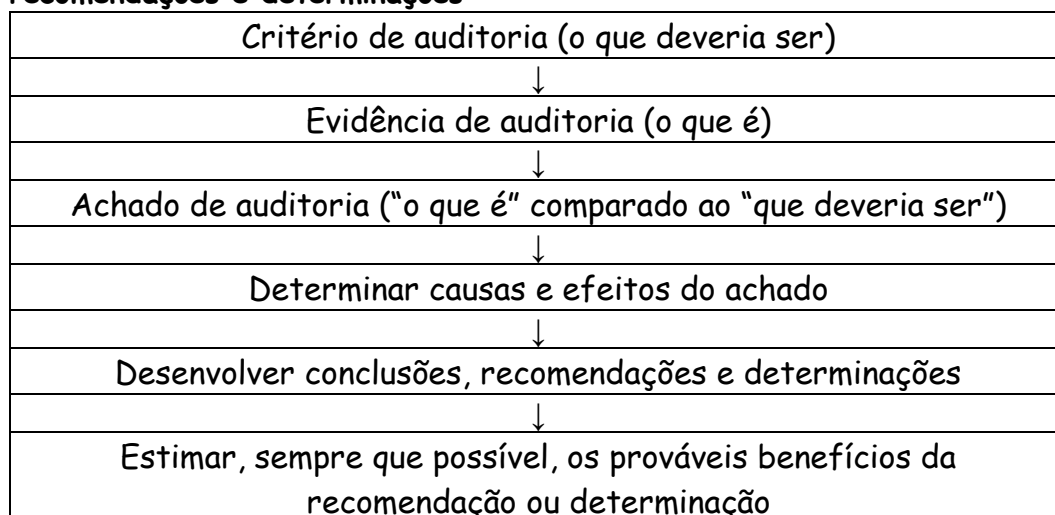 recomendações e determinações
Critério de auditoria (o que deveria ser)
↓
Evidência de auditoria (o que é)
↓
Achado de auditoria (“o que é” comparado ao “que deveria ser”)
↓
Determinar causas e efeitos do achado
↓
Desenvolver conclusões, recomendações e determinações
↓
Estimar, sempre que possível, os prováveis benefícios da
recomendação ou determinação